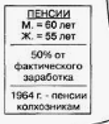 ПЕНСИИ
М. = 60 лет
Ж. = 55 лет
50% от
фактического
заработка
1964 г. - пенсии
колхозникам